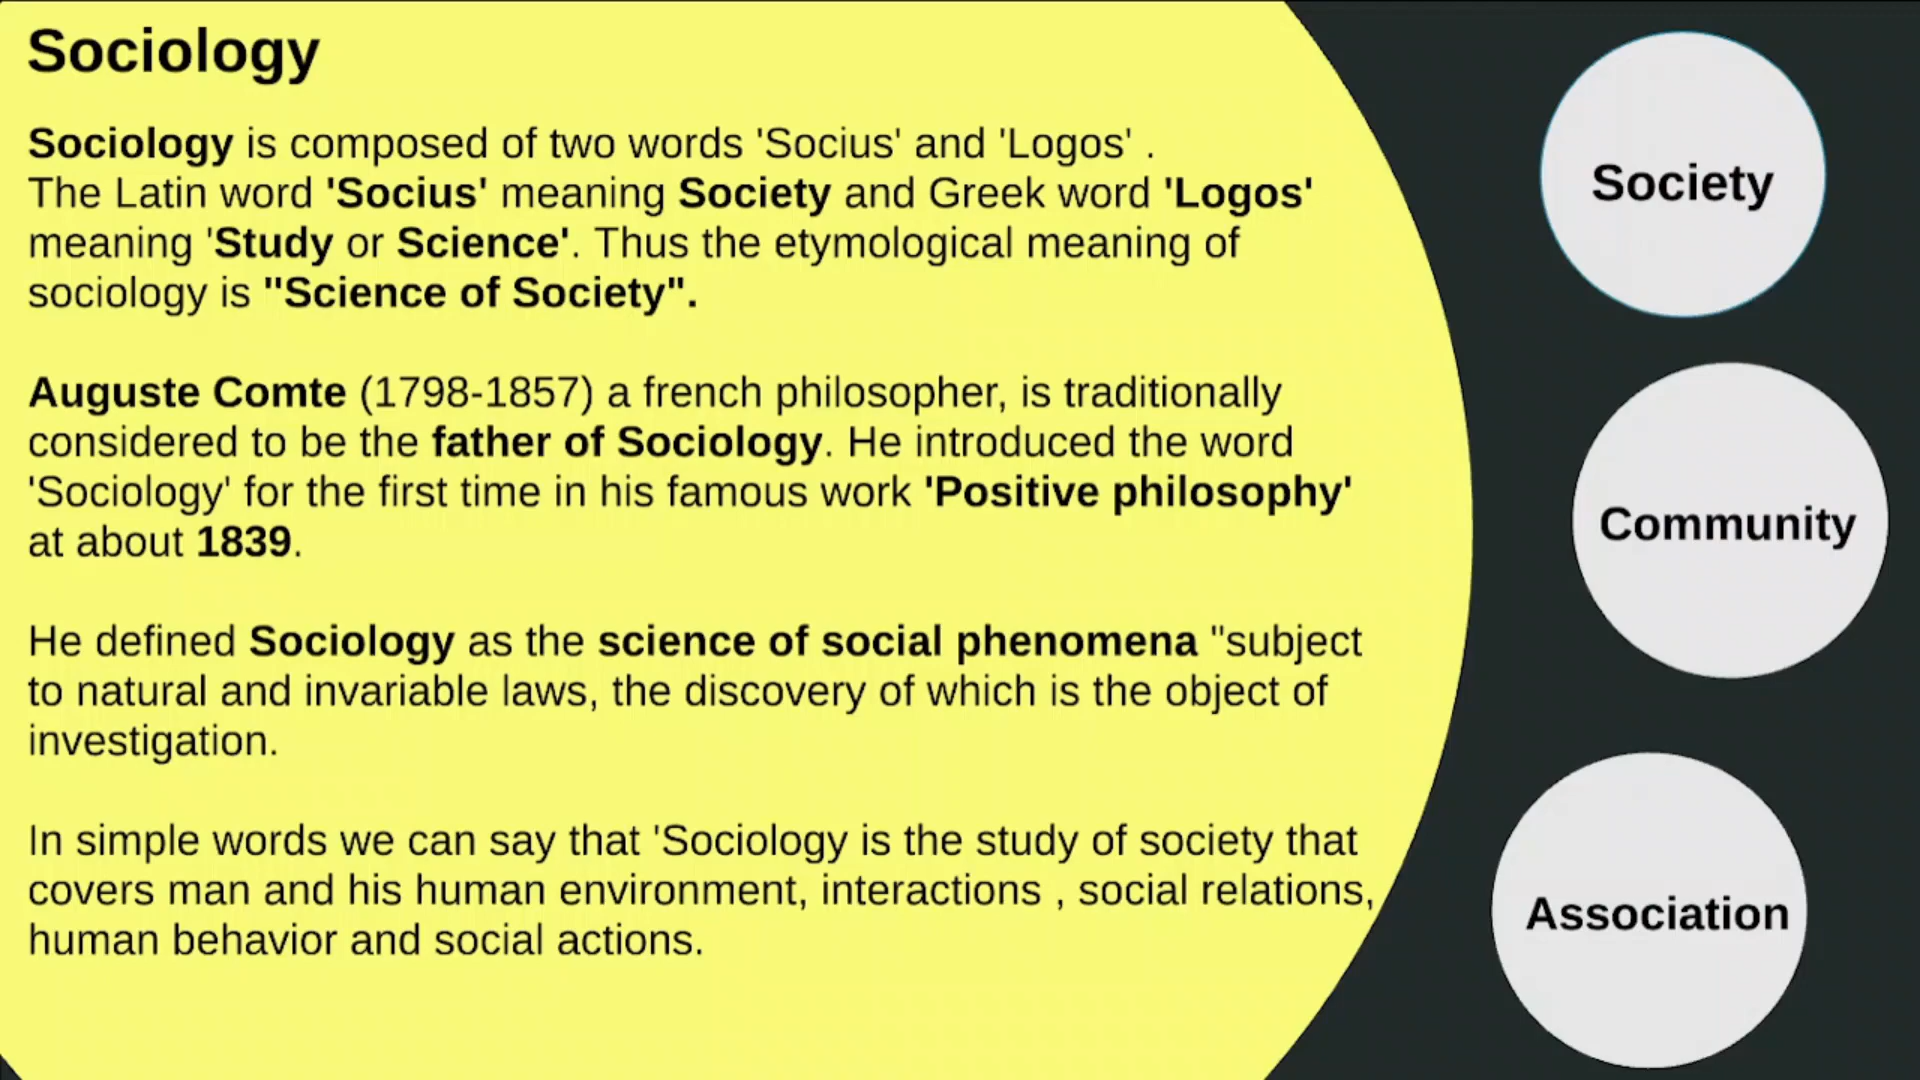 Sociology
Sociology is composed of two words 'Socius' and 'Logos' .
The Latin word 'Socius' meaning Society and Greek word 'Logos'
meaning 'Study or Science'. Thus the etymological meaning of
sociology is "Science of Society".
Auguste Comte (1798-1857) a french philosopher, is traditionally
considered to be the father of Sociology. He introduced the word
'Sociology' for the first time in his famous work 'Positive philosophy'
at about 1839.
He defined Sociology as the science of social phenomena "subject
to natural and invariable laws, the discovery of which is the object of
investigation.
In simple words we can say that 'Sociology is the study of society that
covers man and his human environment, interactions , social relations,
human behavior and social actions.
Society
Community
Association